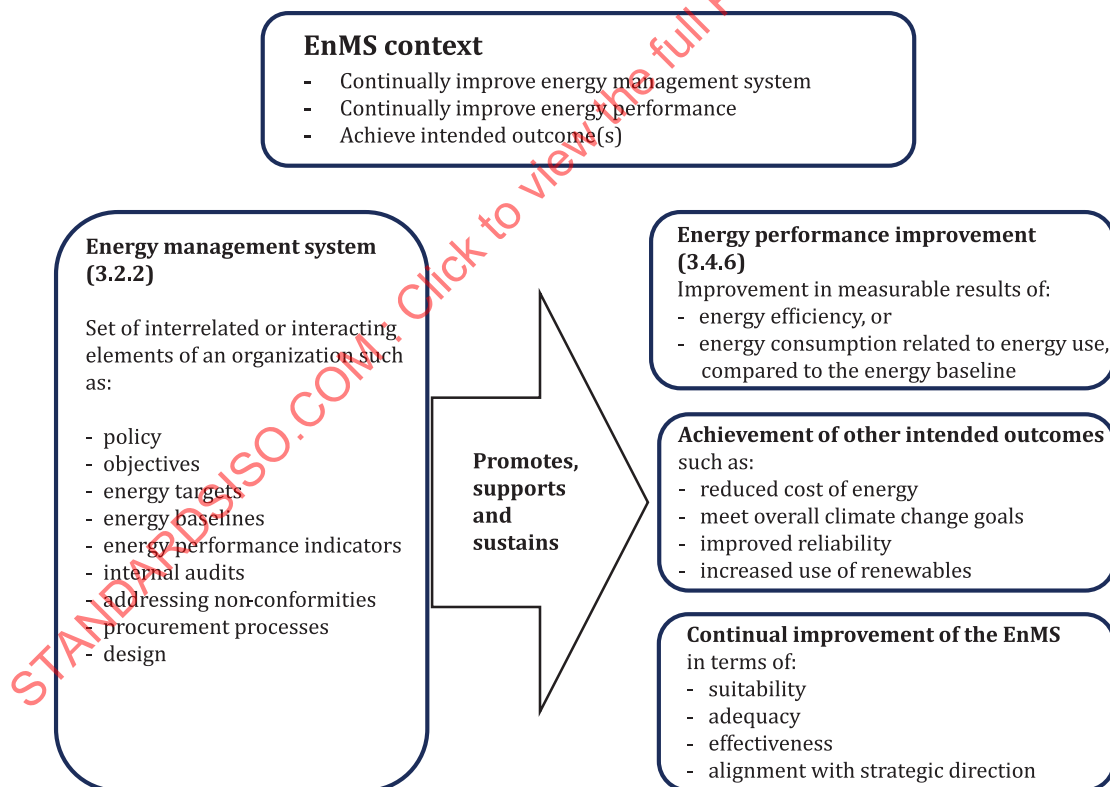 EnMS context
- Continually improve energy management system
- Continually improve energy performance
- Achieve intended outcome(s)
Energy management system
(3.2.2)
Set of interrelated or interacting
elements of an organization such
as:
- policy
- objectives
- energy targets
- energy baselines
- energy performance indicators
- internal audits
- addressing non-conformities
- procurement processes
- design
Promotes,
supports
and
sustains
Energy performance improvement
(3.4.6)
Improvement in measurable results of:
- energy efficiency, or
- energy consumption related to energy use,
compared to the energy baseline
Achievement of other intended outcomes
such as:
- reduced cost of energy
- meet overall climate change goals
- improved reliability
- increased use of renewables
Continual improvement of the EnMS
in terms of:
- suitability
- adequacy
- effectiveness
- alignment with strategic direction
STANDARDSISO.COM : Click to view the full